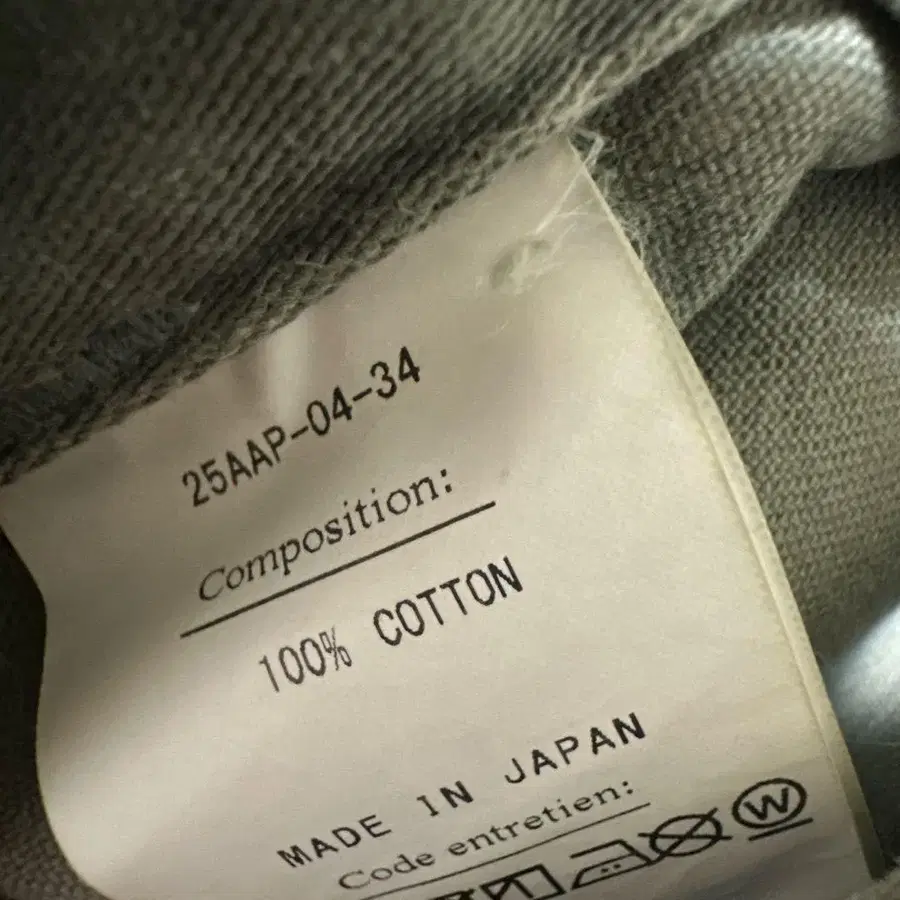 25AAP-04-34
Composition:
100% COTTON
MADE IN JAPAN
Code entretien:
W